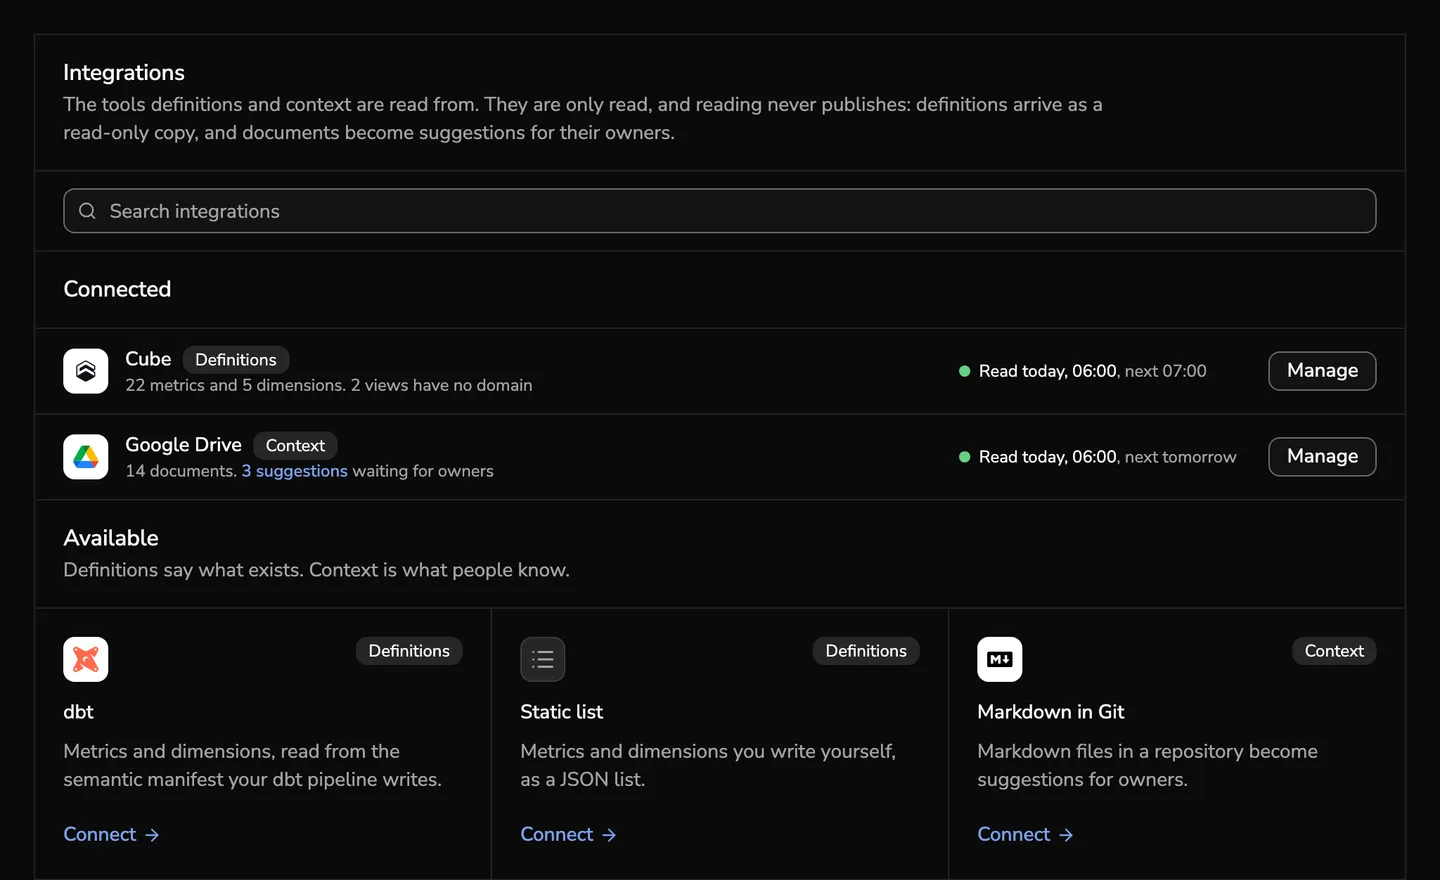 Integrations
The tools definitions and context are read from. They are only read, and reading never publishes: definitions arrive as a
read-only copy, and documents become suggestions for their owners.
Search integrations
Connected
Cube Definitions
22 metrics and 5 dimensions. 2 views have no domain
Read today, 06:00, next 07:00
Manage
Google Drive Context
14 documents. 3 suggestions waiting for owners
Read today, 06:00, next tomorrow
Manage
Available
Definitions say what exists. Context is what people know.
Definitions
dbt
Metrics and dimensions, read from the
semantic manifest your dbt pipeline writes.
Connect →
Definitions
Static list
Metrics and dimensions you write yourself,
as a JSON list.
Connect →
M↓
Context
Markdown in Git
Markdown files in a repository become
suggestions for owners.
Connect →